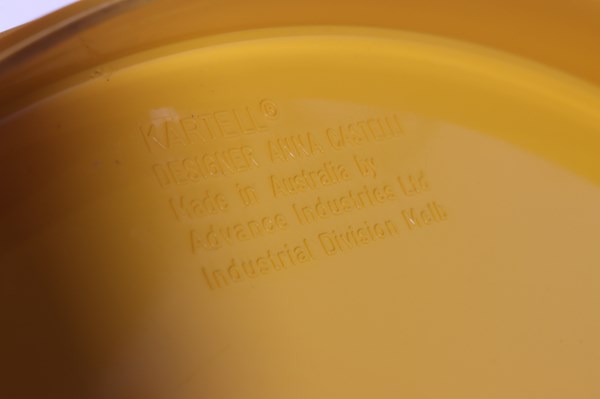 KARTELL©
DESIGNER ANNA CASTELLI
Made in Australia by
Advance Industries Ltd
Industrial Division Melb